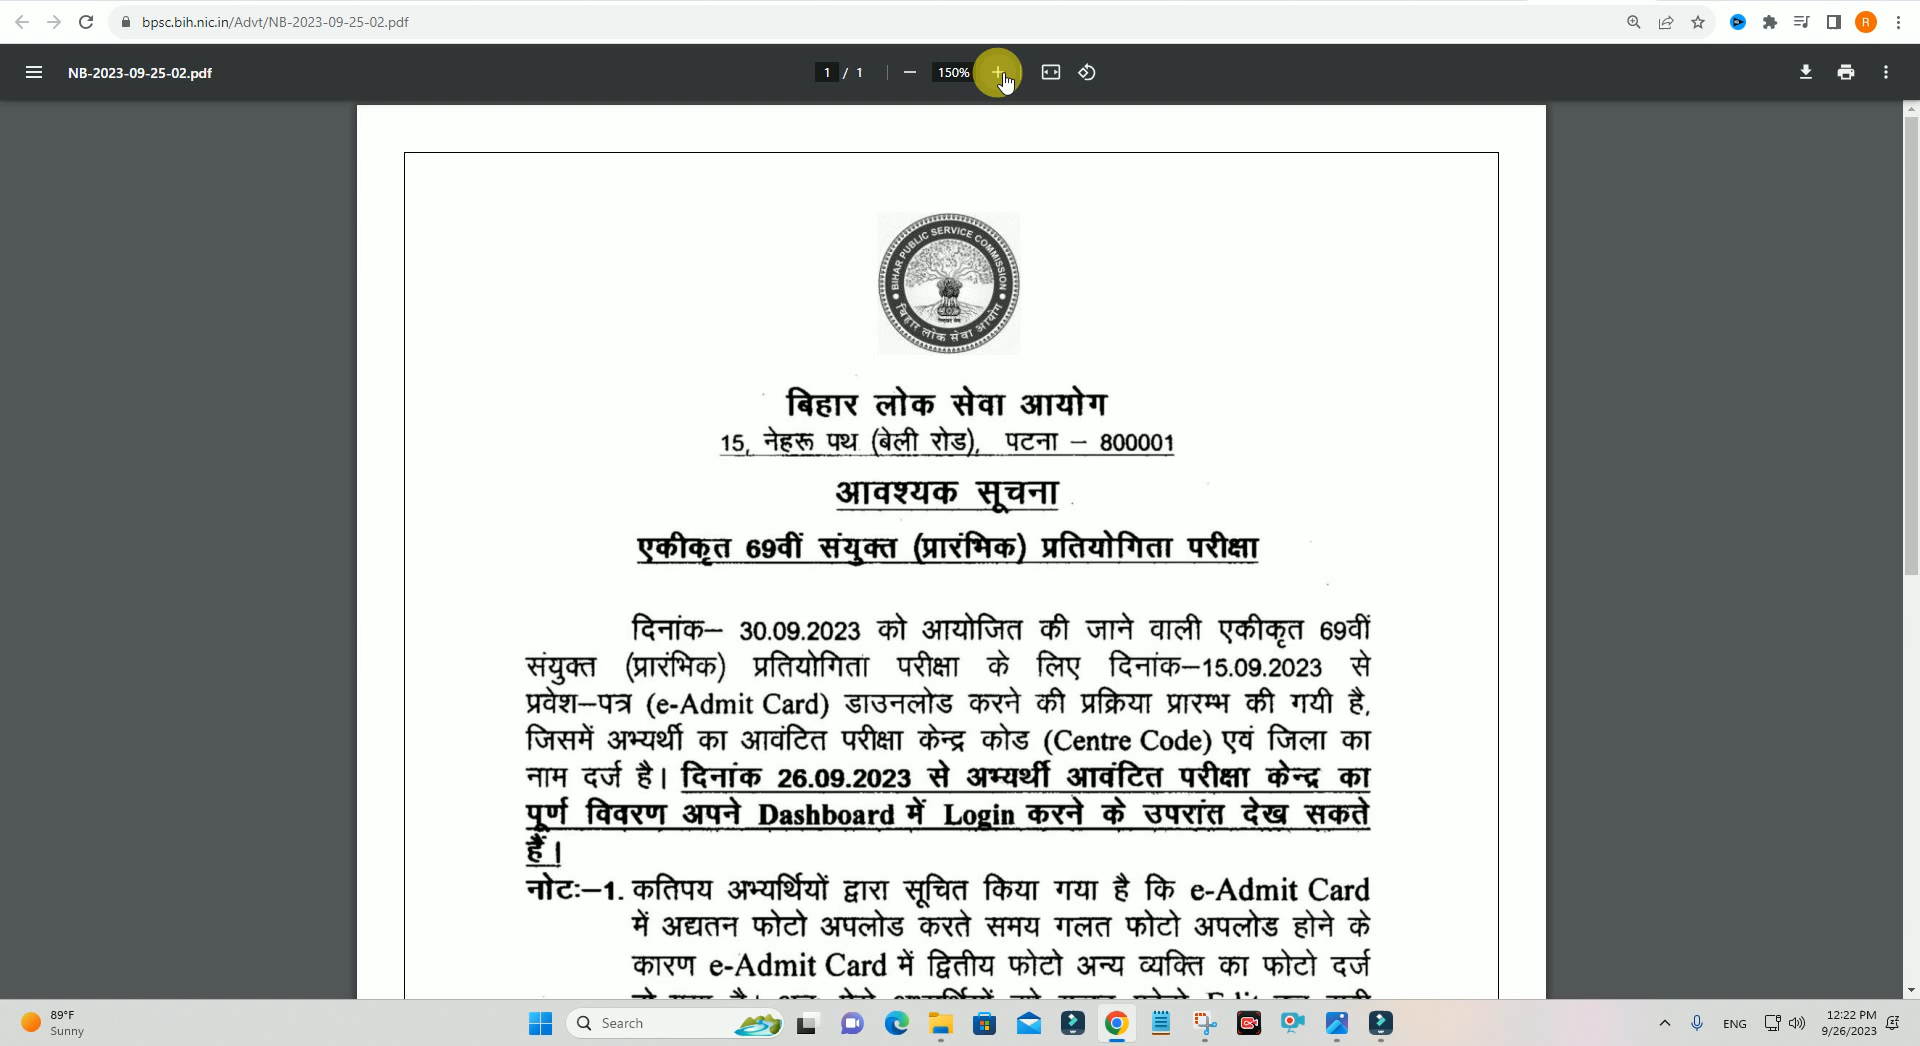 bpsc.bih.nic.in/Advt/NB-2023-09-25-02.pdf
R
NB-2023-09-25-02.pdf
1 / 1
150%
BIHAR PUBLIC SERVICE COMMISSION
बिहार लोक सेवा आयोग
बिहार लोक सेवा आयोग
15, नेहरू पथ (बेली रोड), पटना – 800001
आवश्यक सूचना
एकीकृत 69वीं संयुक्त (प्रारंभिक) प्रतियोगिता परीक्षा
दिनांक– 30.09.2023 को आयोजित की जाने वाली एकीकृत 69वीं
संयुक्त (प्रारंभिक) प्रतियोगिता परीक्षा के लिए दिनांक–15.09.2023 से
प्रवेश–पत्र (e-Admit Card) डाउनलोड करने की प्रक्रिया प्रारम्भ की गयी है,
जिसमें अभ्यर्थी का आवंटित परीक्षा केन्द्र कोड (Centre Code) एवं जिला का
नाम दर्ज है। दिनांक 26.09.2023 से अभ्यर्थी आवंटित परीक्षा केन्द्र का
पूर्ण विवरण अपने Dashboard में Login करने के उपरांत देख सकते
हैं।
नोटः–1. कतिपय अभ्यर्थियों द्वारा सूचित किया गया है कि e-Admit Card
में अद्यतन फोटो अपलोड करते समय गलत फोटो अपलोड होने के
कारण e-Admit Card में द्वितीय फोटो अन्य व्यक्ति का फोटो दर्ज
89°F
Sunny
Search
ENG
12:22 PM
9/26/2023